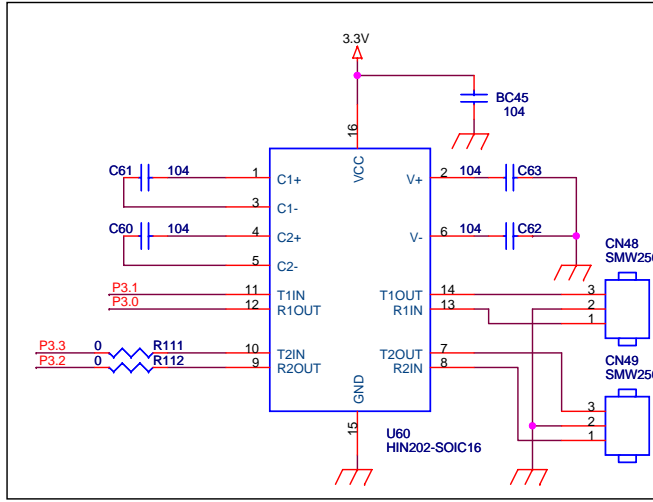 3.3V
BC45
104
16
VCC
C61 104 1 C1+ V+ 2 104 C63
3 C1-
C60 104 4 C2+ V- 6 104 C62
5 C2-
CN48
SMW250
P3.1 11 T1IN T1OUT 14 3
P3.0 12 R1OUT R1IN 13 2
1
P3.3 0 R111 10 T2IN T2OUT 7
P3.2 0 R112 9 R2OUT R2IN 8
CN49
SMW250
3
2
1
GND
15
U60
HIN202-SOIC16